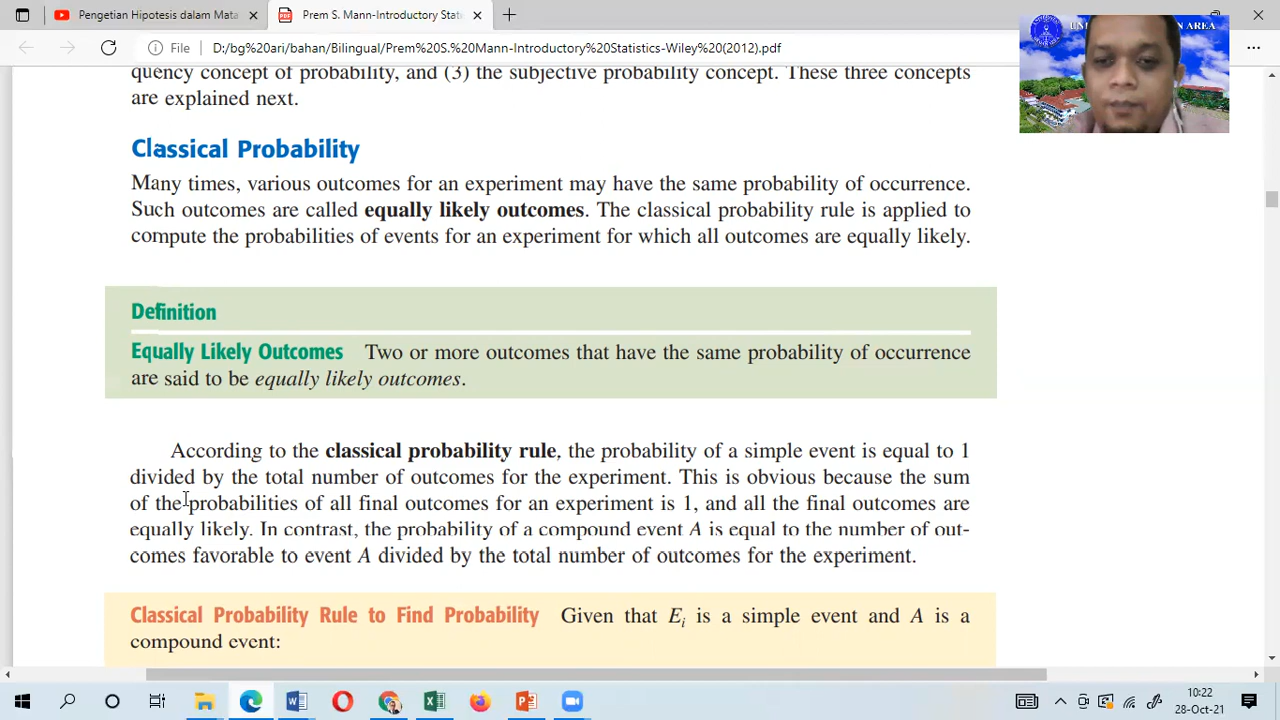 Pengetian Hipotesis dalam Mate
Prem S. Mann-Introductory Stat
File
D:/bg%20ari/bahan/Bilingual/Prem%20S.%20Mann-Introductory%20Statistics-Wiley%20(2012).pdf
AREA
quency concept of probability, and (3) the subjective probability concept. These three concepts
are explained next.
Classical Probability
Many times, various outcomes for an experiment may have the same probability of occurrence.
Such outcomes are called equally likely outcomes. The classical probability rule is applied to
compute the probabilities of events for an experiment for which all outcomes are equally likely.
Definition
Equally Likely Outcomes Two or more outcomes that have the same probability of occurrence
are said to be equally likely outcomes.
According to the classical probability rule, the probability of a simple event is equal to 1
divided by the total number of outcomes for the experiment. This is obvious because the sum
of the probabilities of all final outcomes for an experiment is 1, and all the final outcomes are
equally likely. In contrast, the probability of a compound event A is equal to the number of out-
comes favorable to event A divided by the total number of outcomes for the experiment.
Classical Probability Rule to Find Probability Given that Ei is a simple event and A is a
compound event:
10:22
28-Oct-21